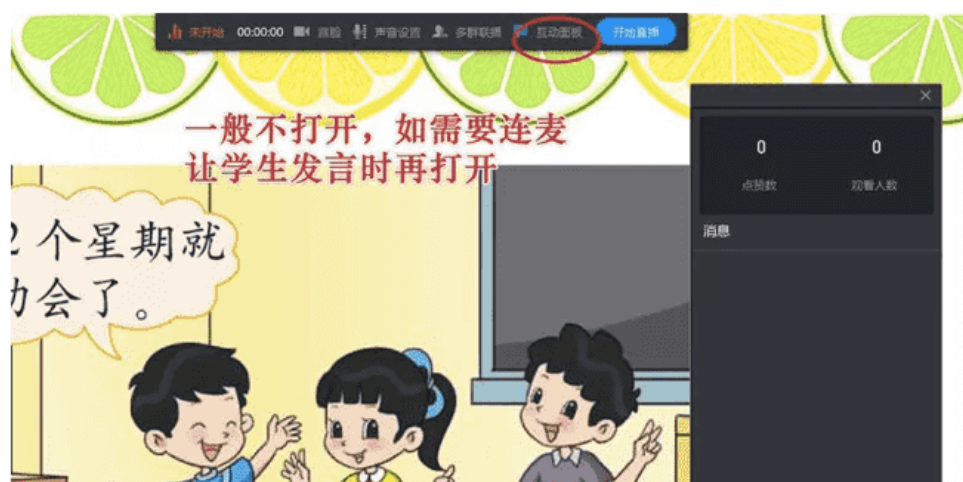 未开始 00:00:00 露脸 声音设置 多群联播 互动面板 开始直播
一般不打开，如需要连麦
让学生发言时再打开
0 0
点赞数 观看人数
消息
2个星期就
会了。